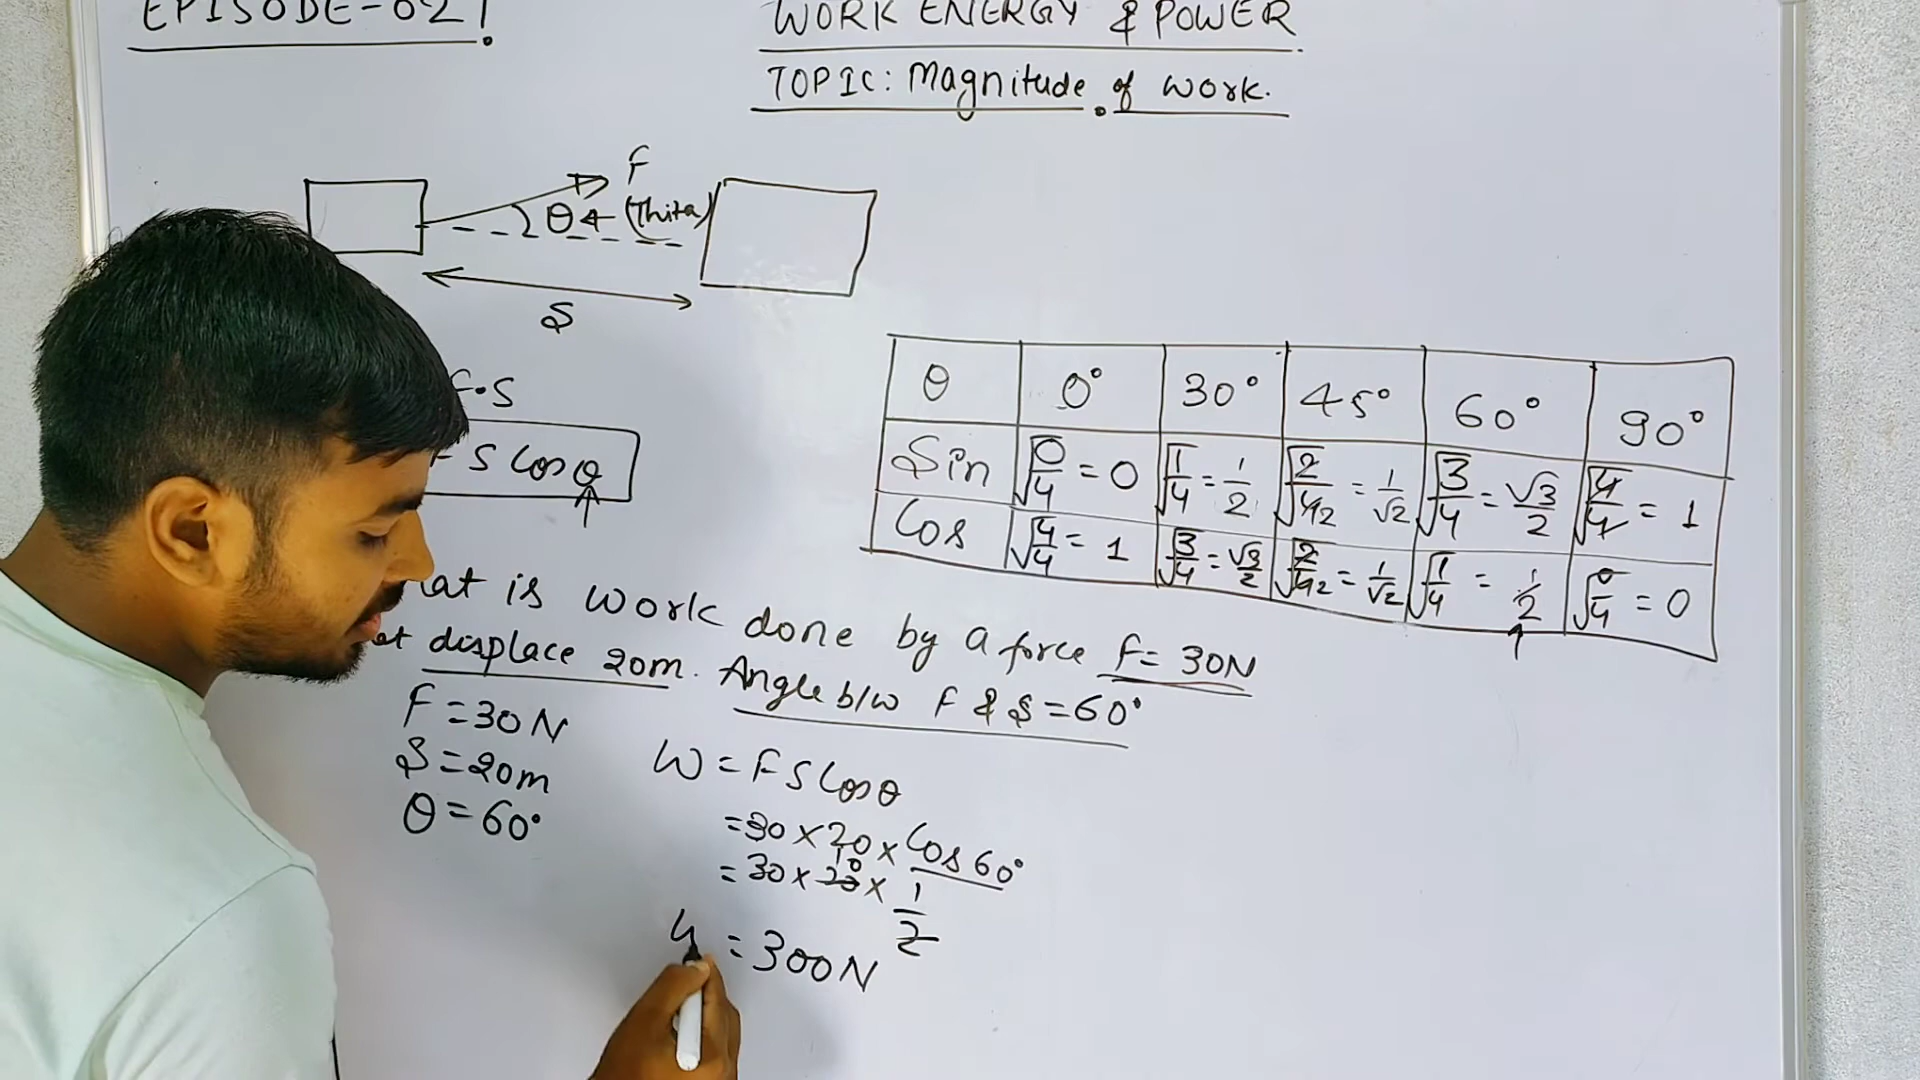 EPISODE-02!
WORK ENERGY & POWER
TOPIC: Magnitude of work.
F
θ ← (Thita)
S
F·S
F S Cos θ
θ 0° 30° 45° 60° 90°
Sin √0/4 = 0 √1/4 = 1/2 √2/4 2 = 1/√2 √3/4 = √3/2 √4/4 = 1
Cos √4/4 = 1 √3/4 = √3/2 √2/4 2 = 1/√2 √1/4 = 1/2 √0/4 = 0
is work done by a force F= 30N
displace 20m. Angle b/w F & S = 60°
F = 30N
S = 20m
θ = 60°
W = F S Cos θ
= 30 × 20 × Cos 60°
= 30 × 20 10 × 1/2
= 300N